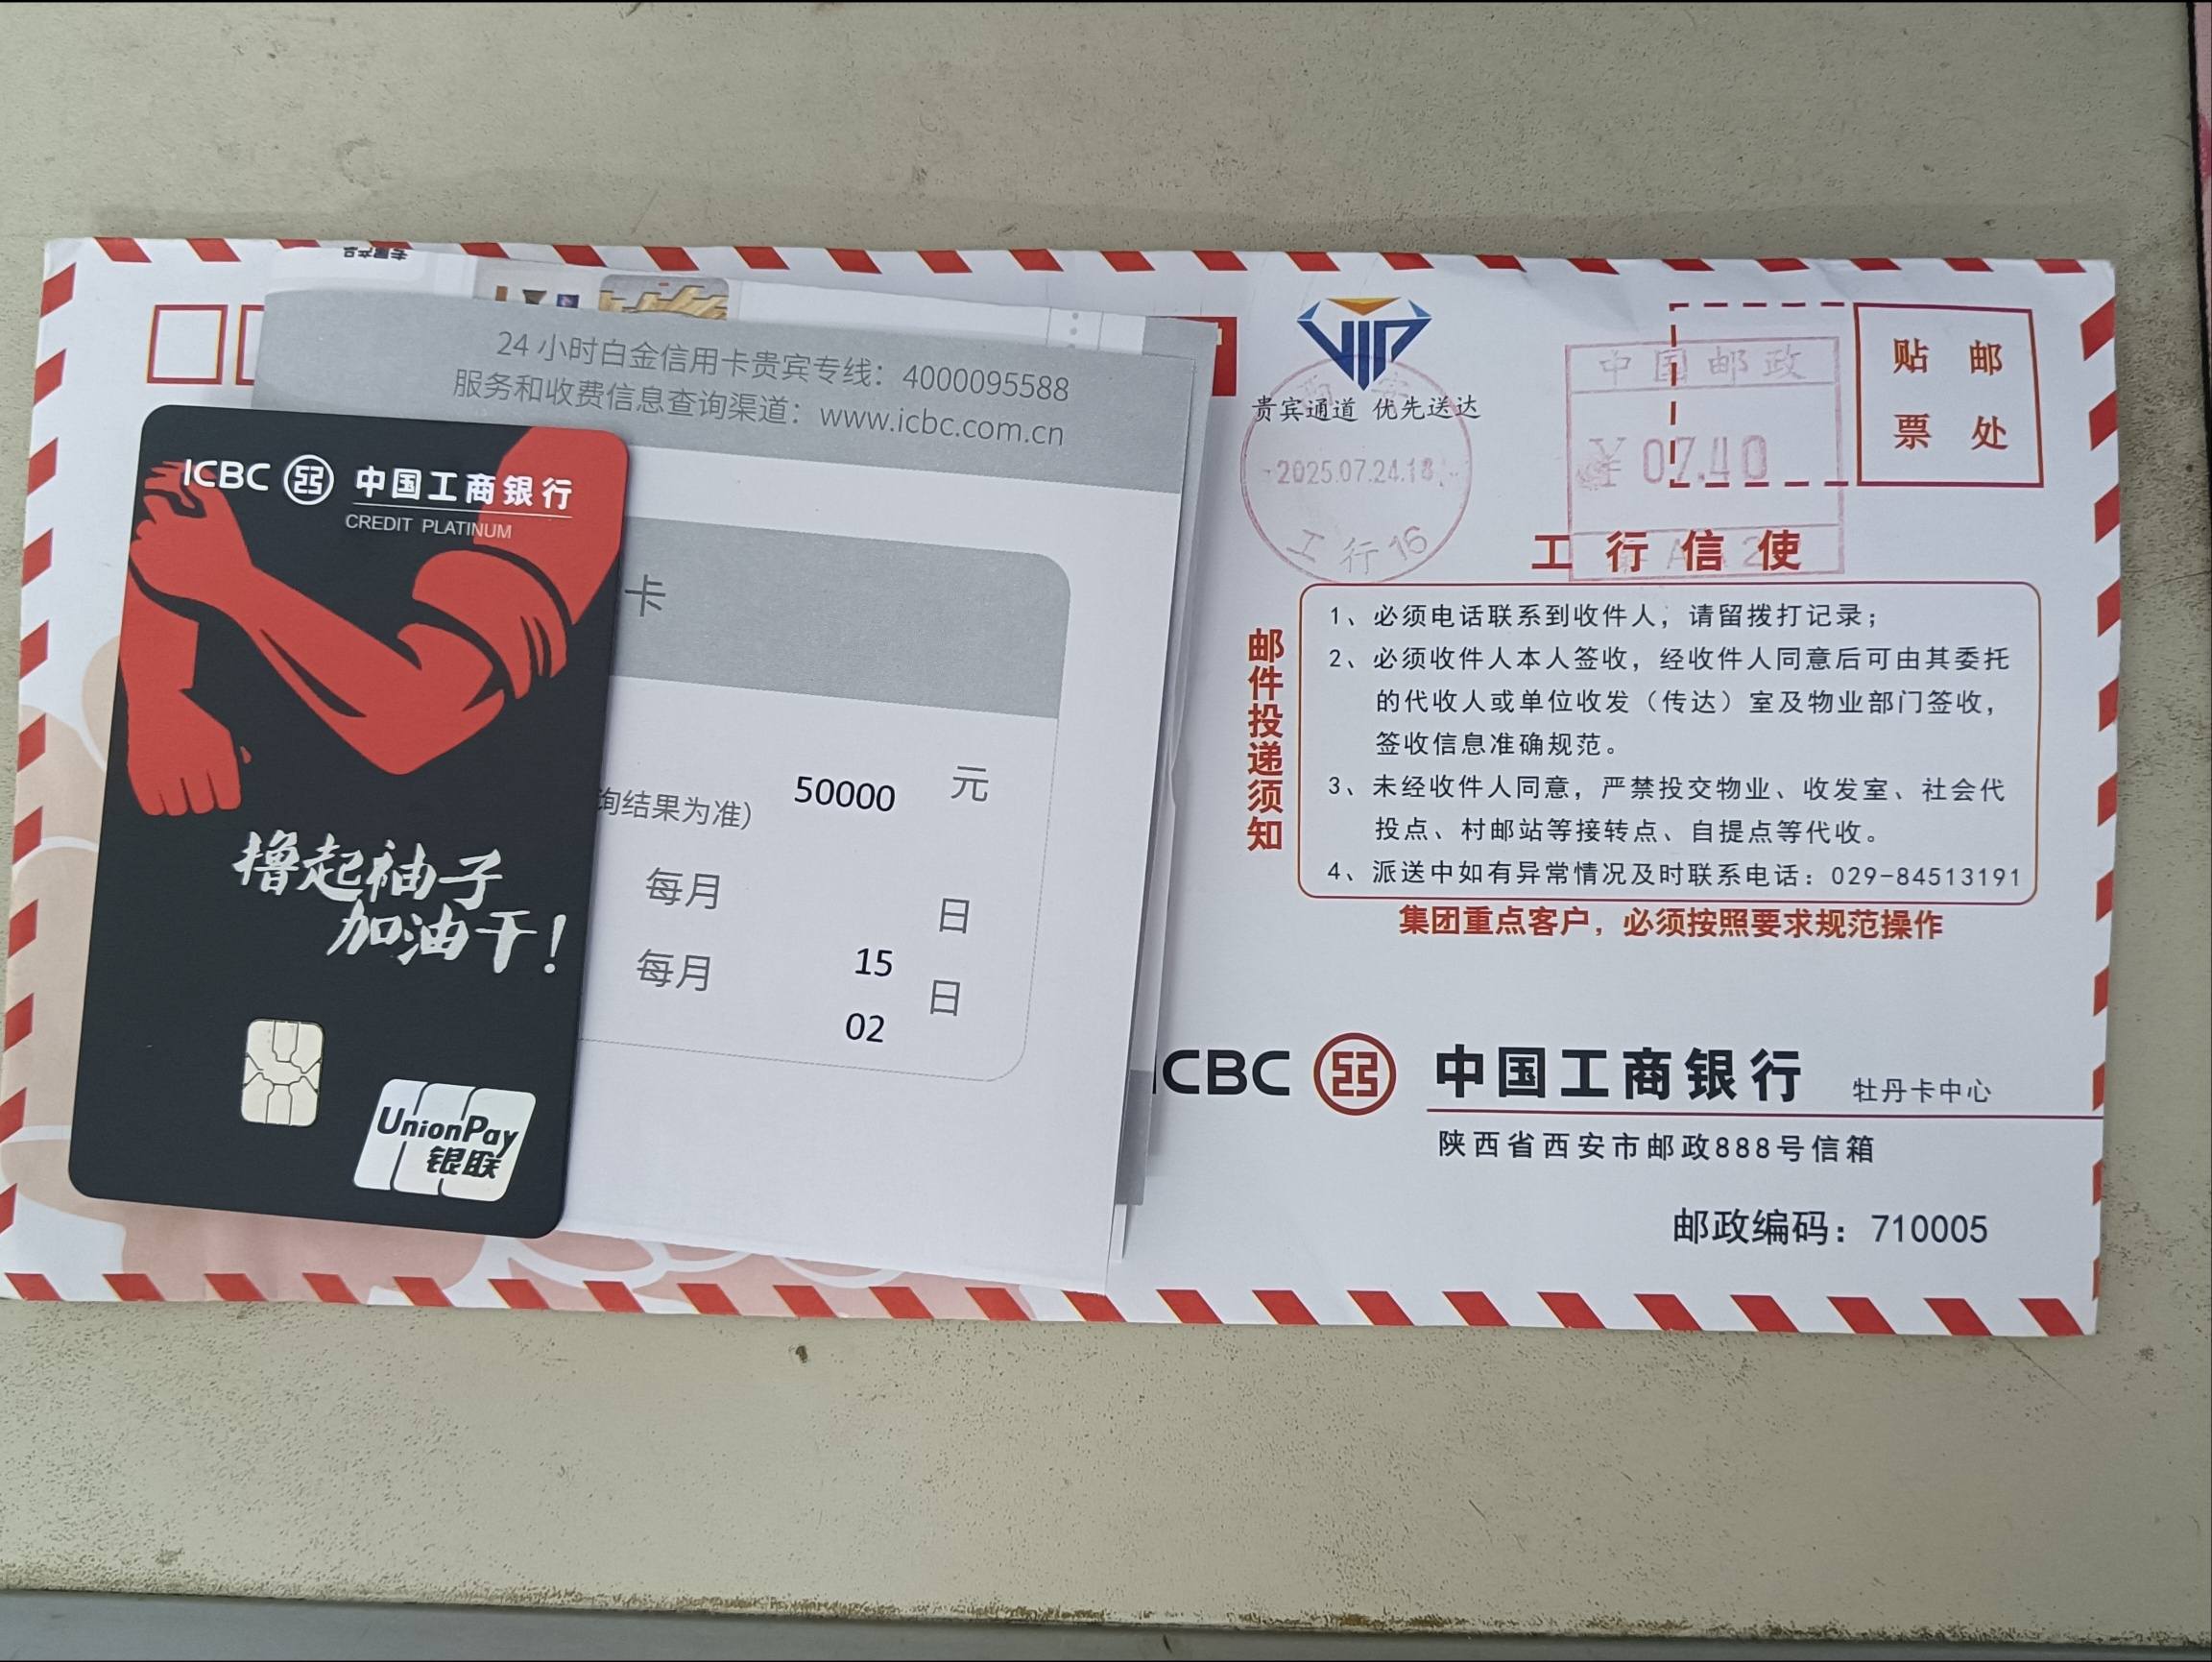 24 小时白金信用卡贵宾专线：4000095588
服务和收费信息查询渠道：www.icbc.com.cn
ICBC 中国工商银行
CREDIT PLATINUM
撸起袖子
加油干！
UnionPay
银联
卡
询结果为准） 50000 元
每月 日
15
每月 日
02
VIP
贵宾通道 优先送达
2025.07.24.18
工行16
中国邮政
¥ 07.40
贴 邮
票 处
工行信使
邮件投递须知
1、必须电话联系到收件人，请留拨打记录；
2、必须收件人本人签收，经收件人同意后可由其委托
的代收人或单位收发（传达）室及物业部门签收，
签收信息准确规范。
3、未经收件人同意，严禁投交物业、收发室、社会代
投点、村邮站等接转点、自提点等代收。
4、派送中如有异常情况及时联系电话：029-84513191
集团重点客户，必须按照要求规范操作
ICBC 中国工商银行 牡丹卡中心
陕西省西安市邮政888号信箱
邮政编码：710005